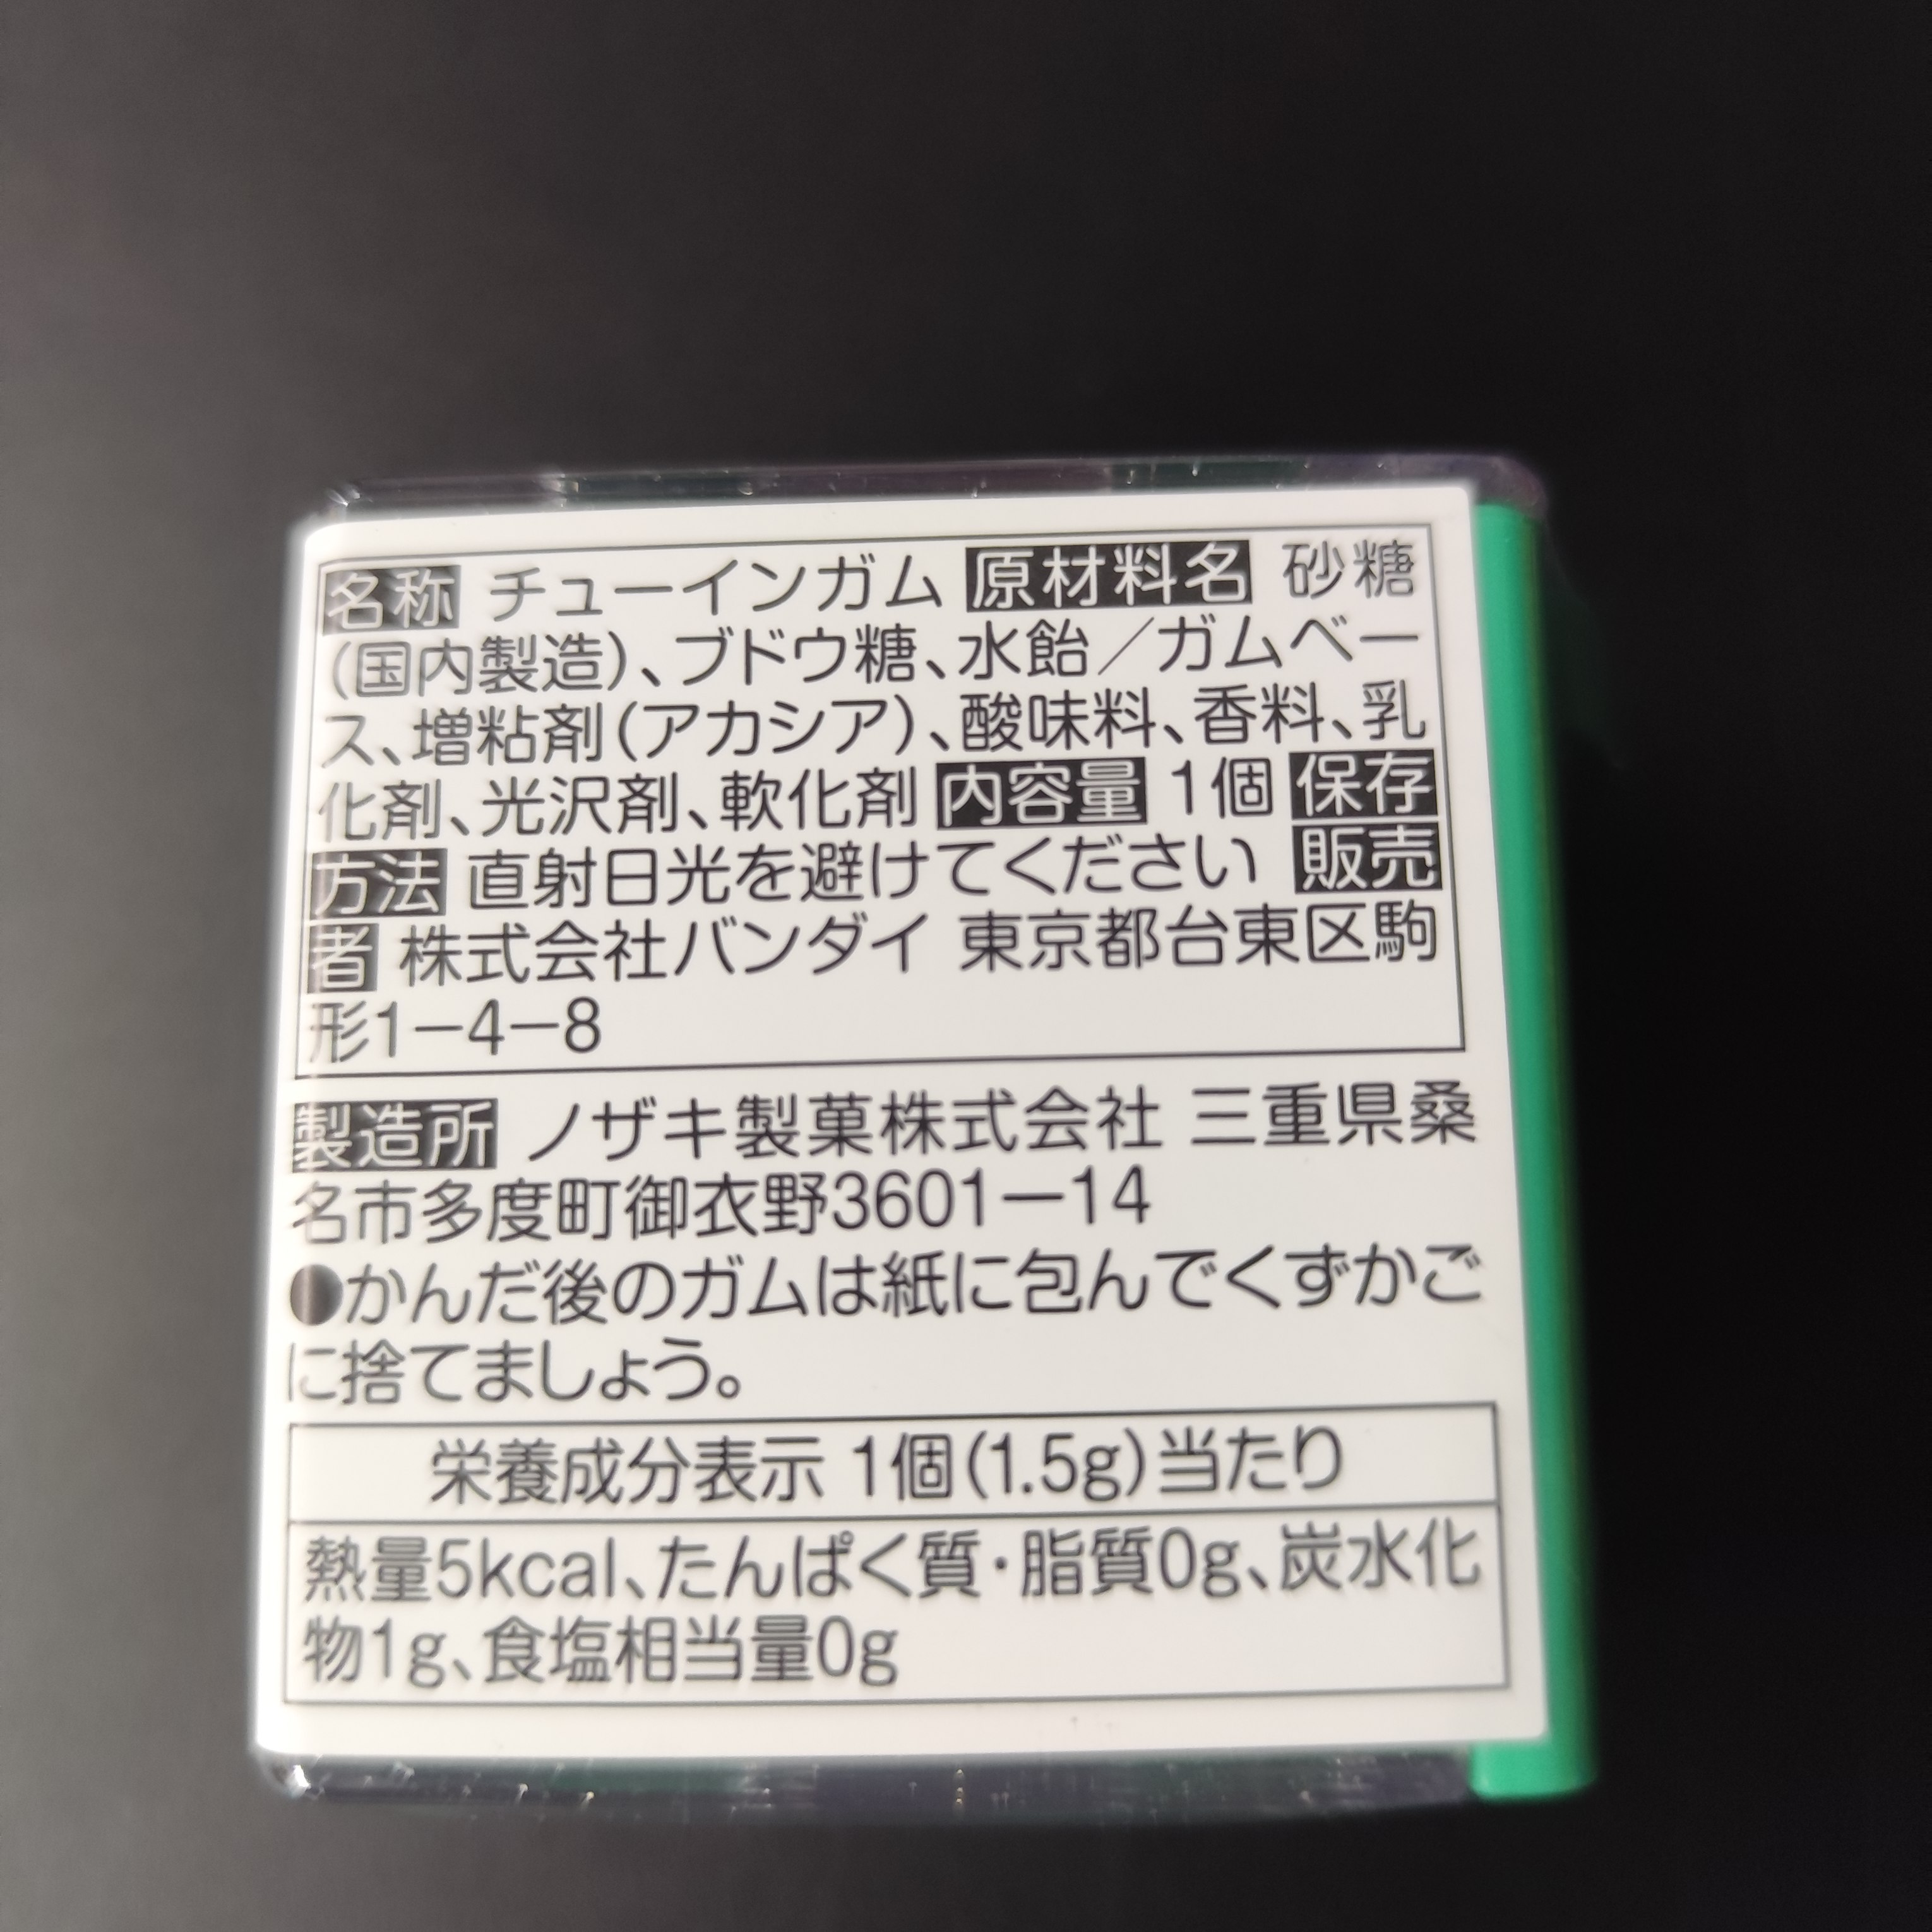 名称 チューインガム 原材料名 砂糖
(国内製造)、ブドウ糖、水飴／ガムベー
ス、増粘剤(アカシア)、酸味料、香料、乳
化剤、光沢剤、軟化剤 内容量 1個 保存
方法 直射日光を避けてください 販売
者 株式会社バンダイ 東京都台東区駒
形1－4－8
製造所 ノザキ製菓株式会社 三重県桑
名市多度町御衣野3601－14
●かんだ後のガムは紙に包んでくずかご
に捨てましょう。
栄養成分表示 1個(1.5g)当たり
熱量5kcal、たんぱく質・脂質0g、炭水化
物1g、食塩相当量0g